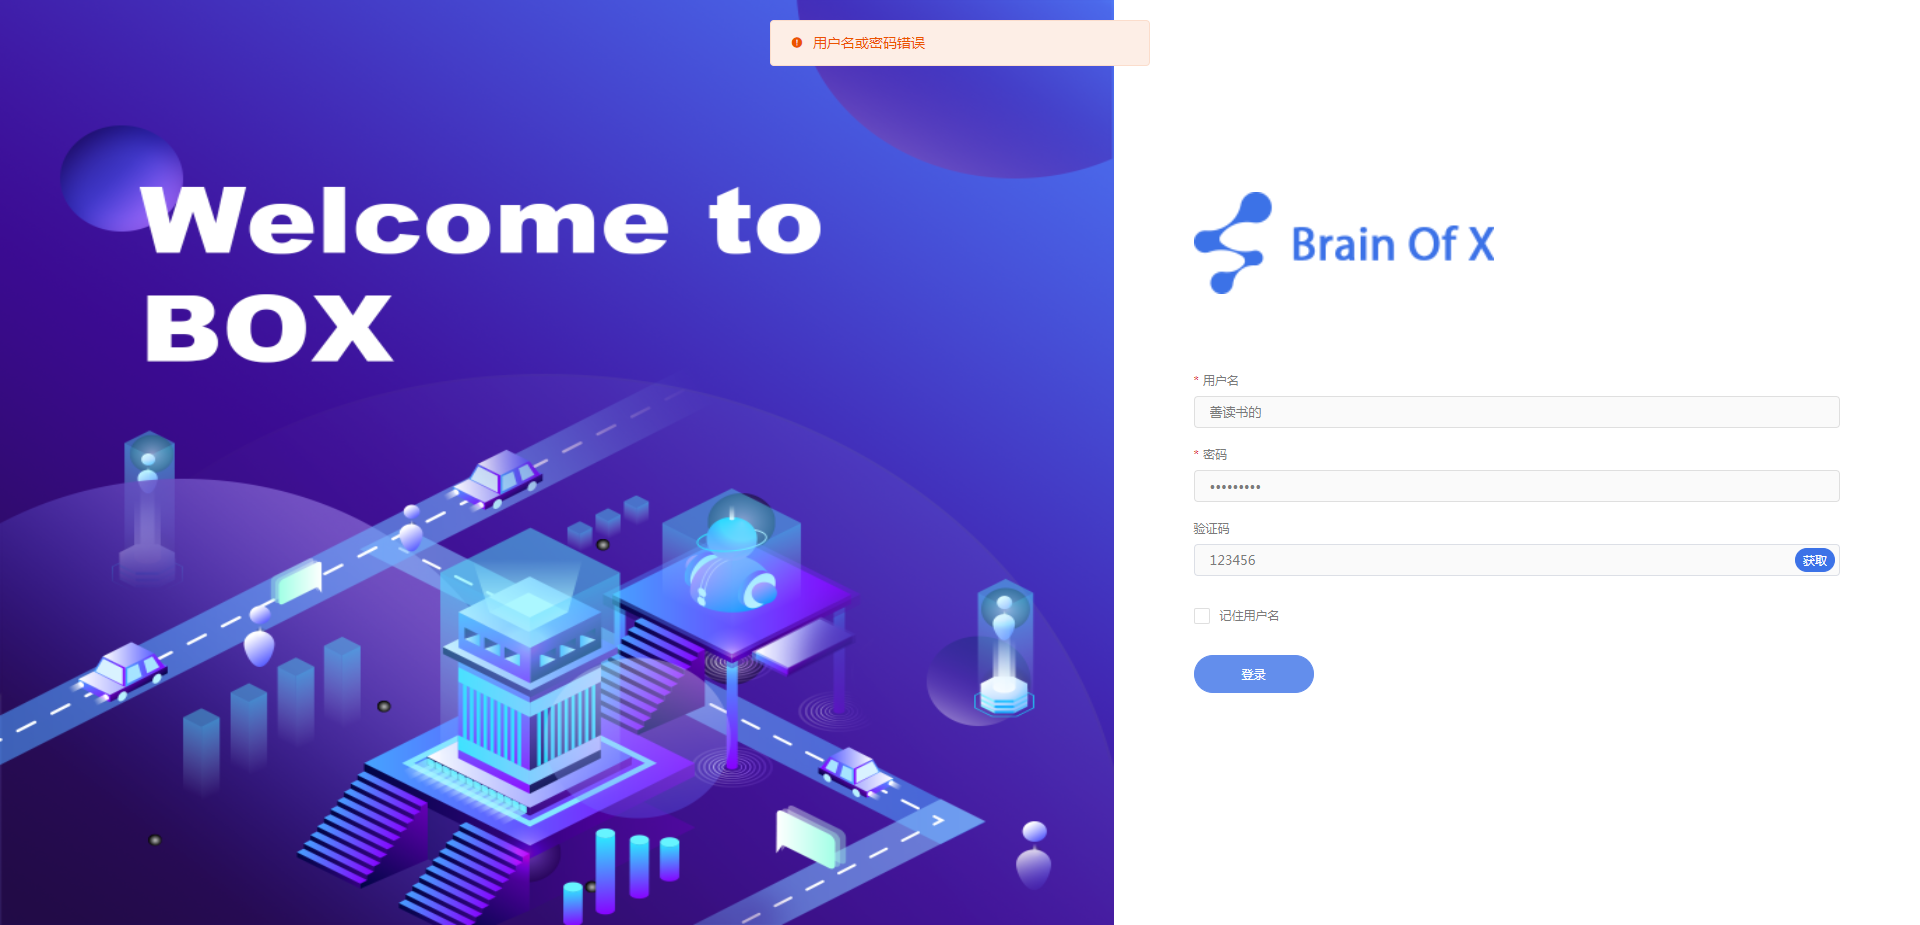 用户名或密码错误
Welcome to
BOX
Brain Of X
* 用户名
善读书的
* 密码
•••••••••
验证码
123456
获取
记住用户名
登录